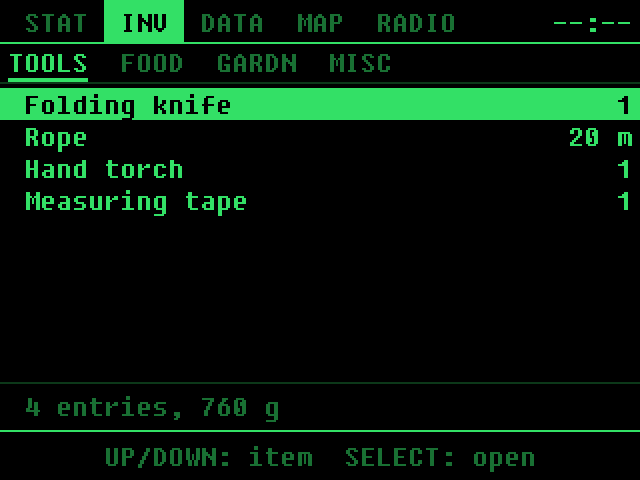 STAT INV DATA MAP RADIO --:--
TOOLS FOOD GARDN MISC
Folding knife 1
Rope 20 m
Hand torch 1
Measuring tape 1
4 entries, 760 g
UP/DOWN: item SELECT: open